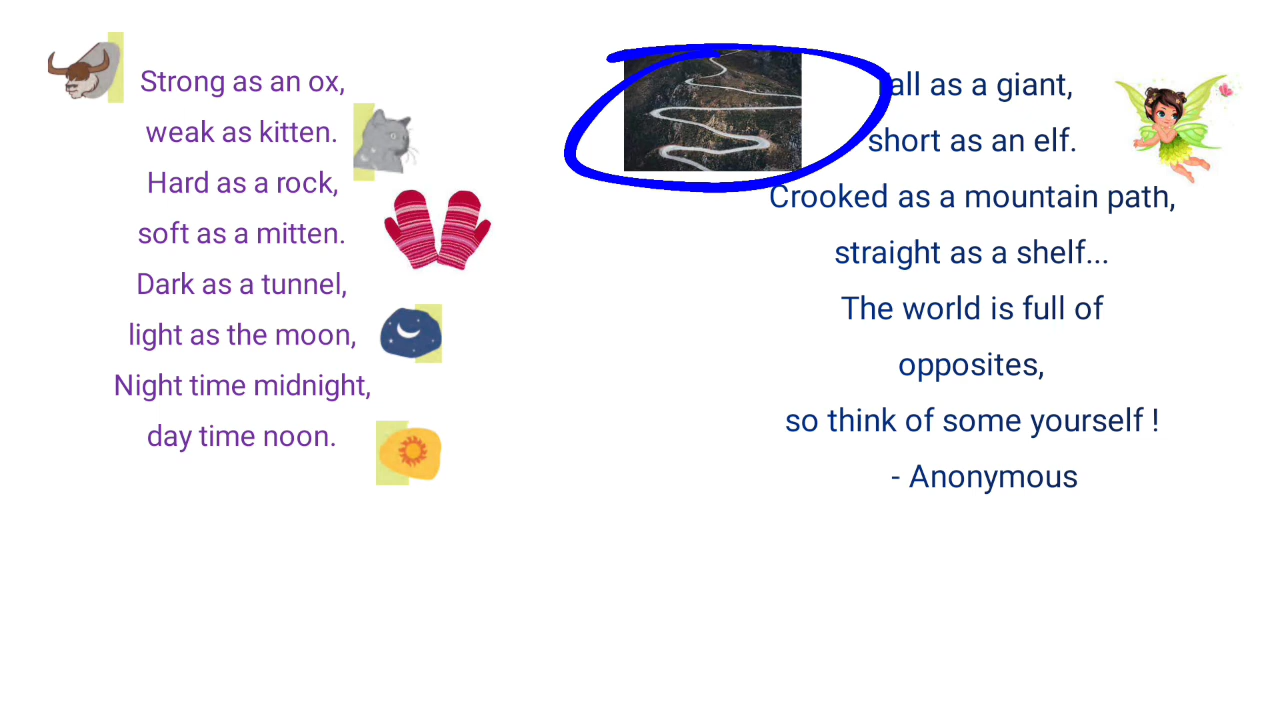 Strong as an ox,
weak as kitten.
Hard as a rock,
soft as a mitten.
Dark as a tunnel,
light as the moon,
Night time midnight,
day time noon.
Tall as a giant,
short as an elf.
Crooked as a mountain path,
straight as a shelf...
The world is full of
opposites,
so think of some yourself !
- Anonymous